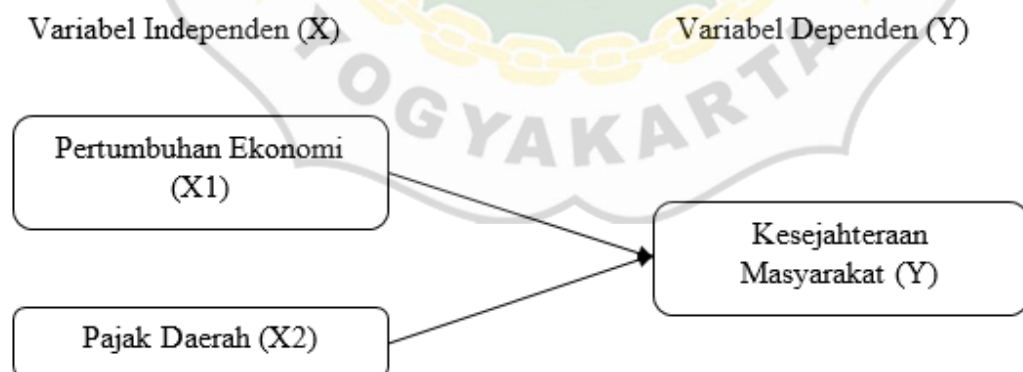 Variabel Independen (X)
Variabel Dependen (Y)
YOGYAKARTA
Pertumbuhan Ekonomi
(X1)
Kesejahteraan
Masyarakat (Y)
Pajak Daerah (X2)